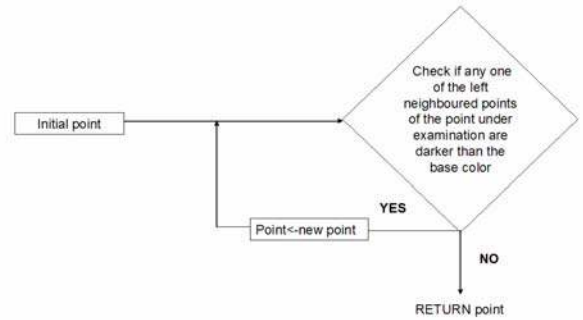 Check if any one
of the left
neighboured points
of the point under
examination are
darker than the
base color
Initial point
YES
Point<-new point
NO
RETURN point